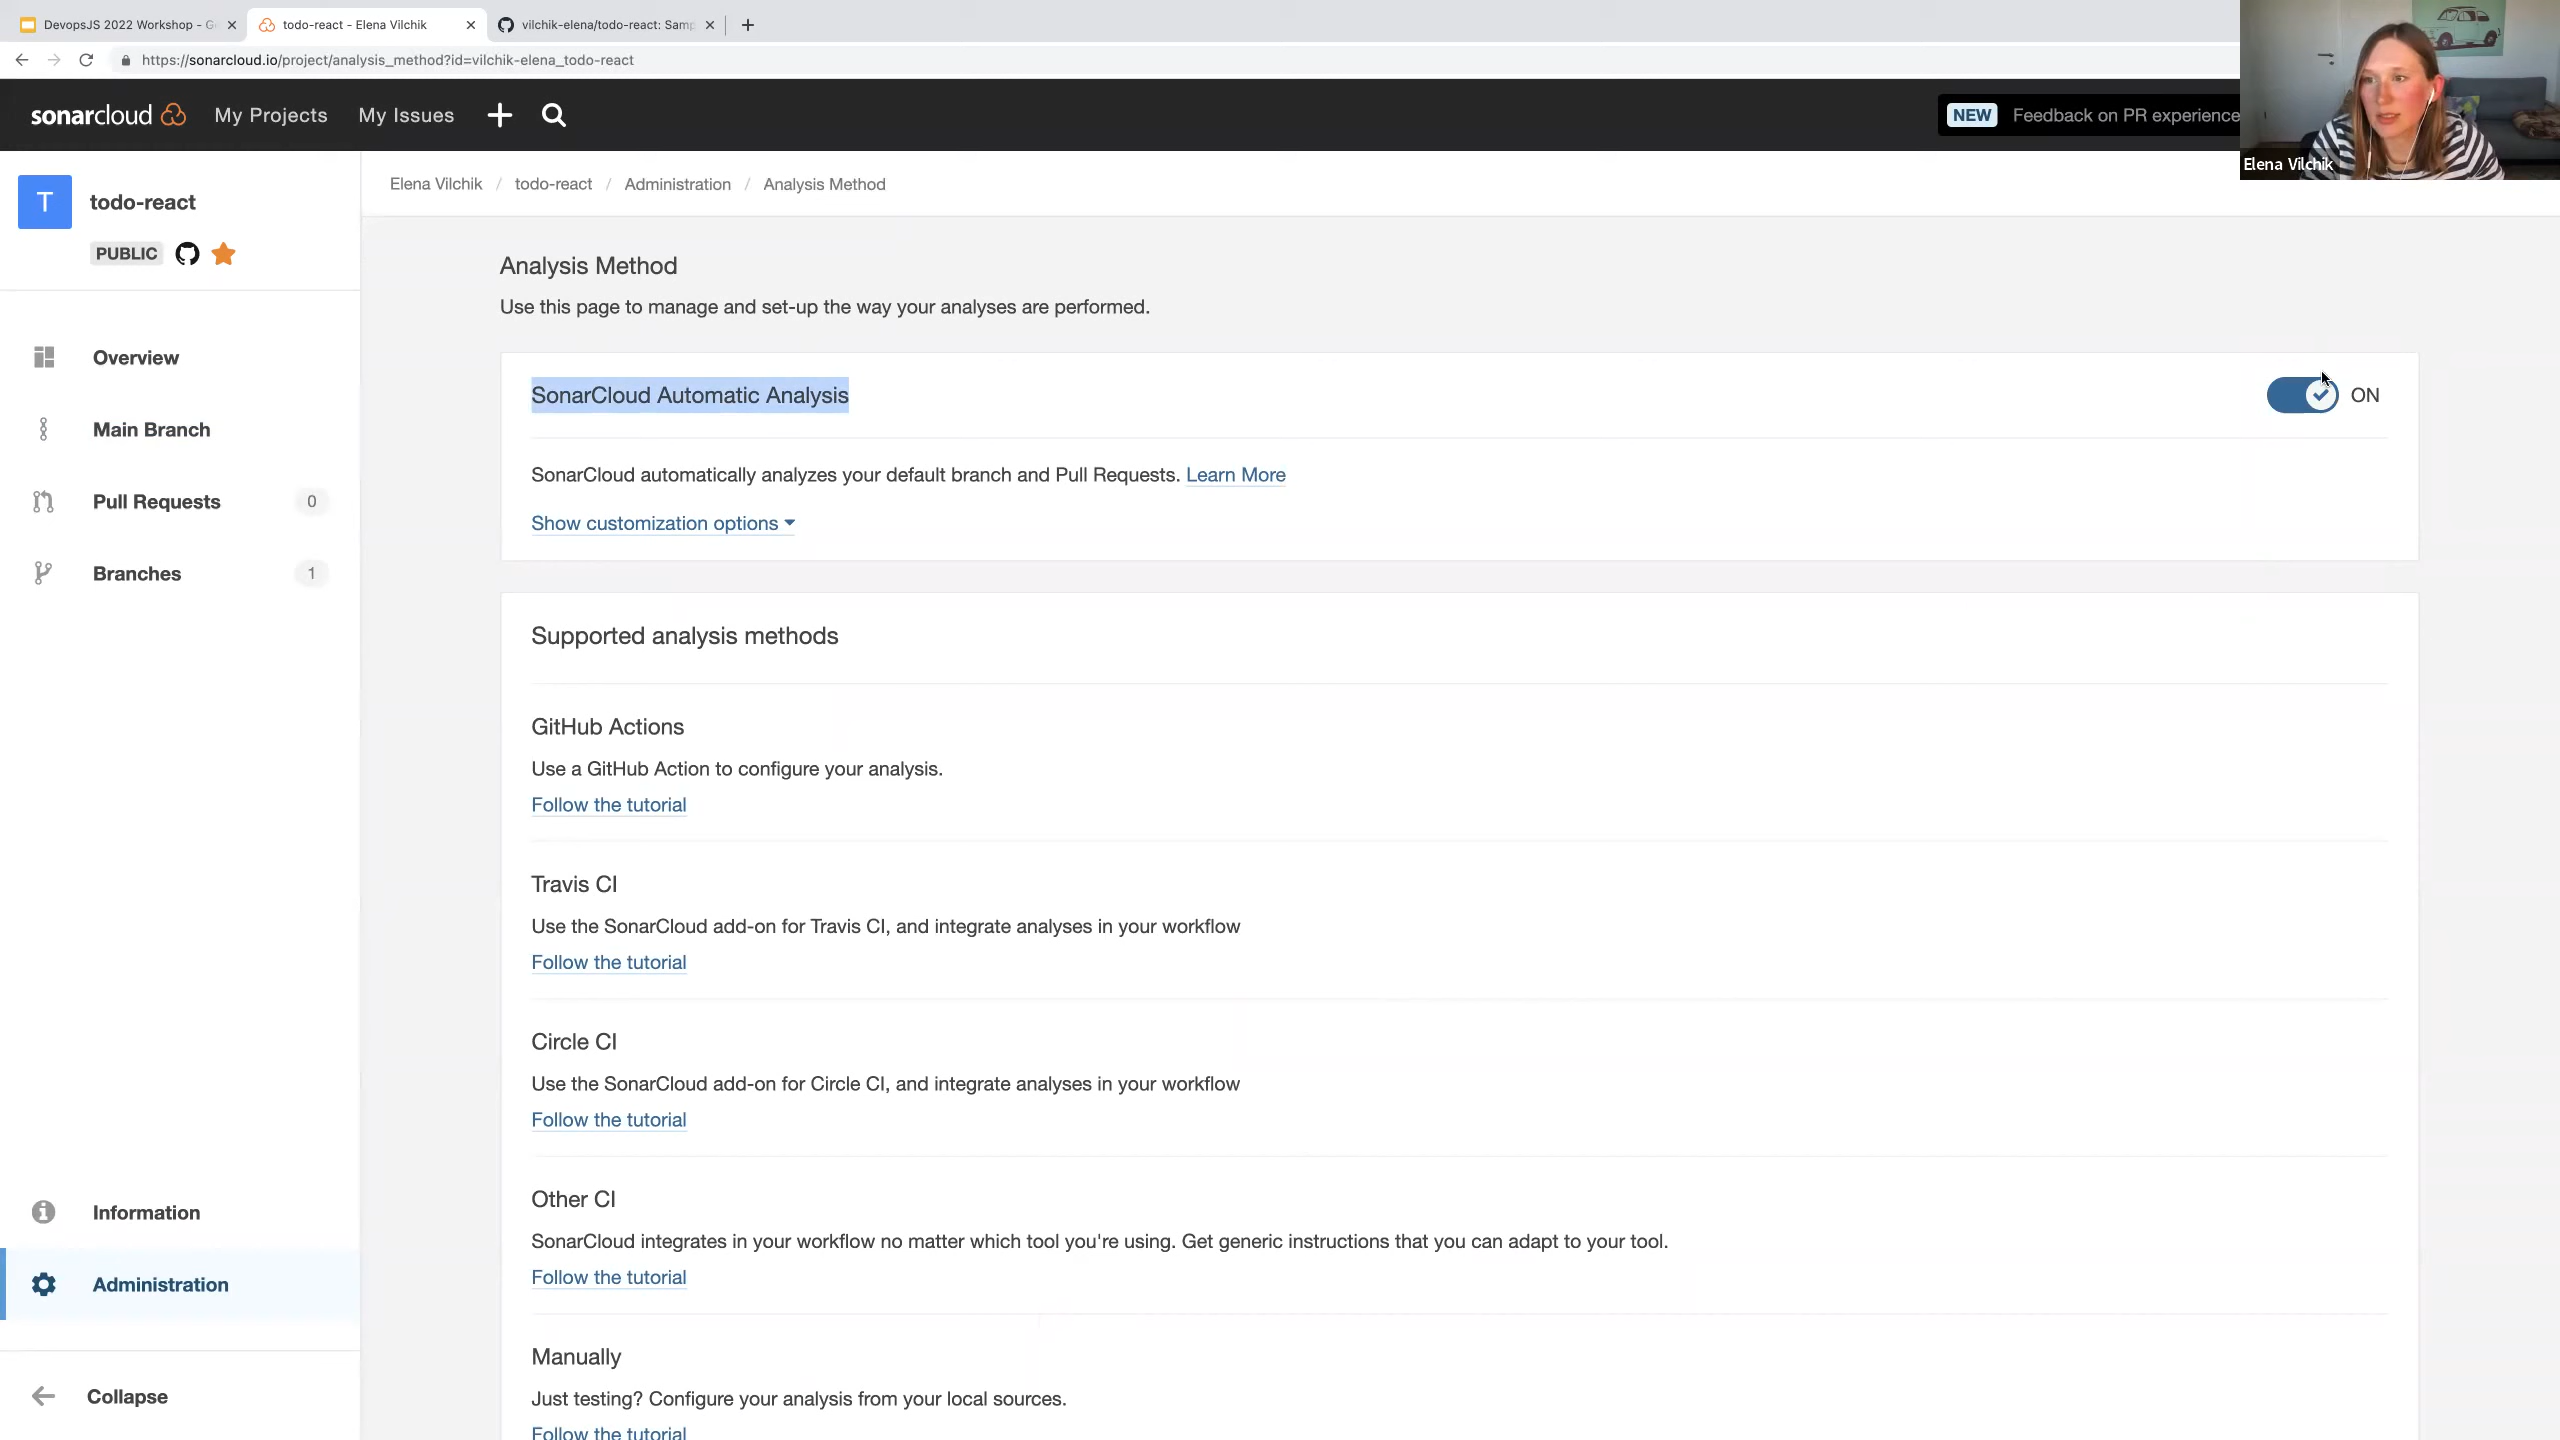 DevopsJS 2022 Workshop - G
todo-react - Elena Vilchik
vilchik-elena/todo-react: Samp
https://sonarcloud.io/project/analysis_method?id=vilchik-elena_todo-react
sonarcloud
My Projects
My Issues
NEW
Feedback on PR experience
Elena Vilchik
T
todo-react
PUBLIC
Overview
Main Branch
Pull Requests
0
Branches
1
Information
Administration
Collapse
Elena Vilchik / todo-react / Administration / Analysis Method
Analysis Method
Use this page to manage and set-up the way your analyses are performed.
SonarCloud Automatic Analysis
ON
SonarCloud automatically analyzes your default branch and Pull Requests. Learn More
Show customization options
Supported analysis methods
GitHub Actions
Use a GitHub Action to configure your analysis.
Follow the tutorial
Travis CI
Use the SonarCloud add-on for Travis CI, and integrate analyses in your workflow
Follow the tutorial
Circle CI
Use the SonarCloud add-on for Circle CI, and integrate analyses in your workflow
Follow the tutorial
Other CI
SonarCloud integrates in your workflow no matter which tool you're using. Get generic instructions that you can adapt to your tool.
Follow the tutorial
Manually
Just testing? Configure your analysis from your local sources.
Follow the tutorial